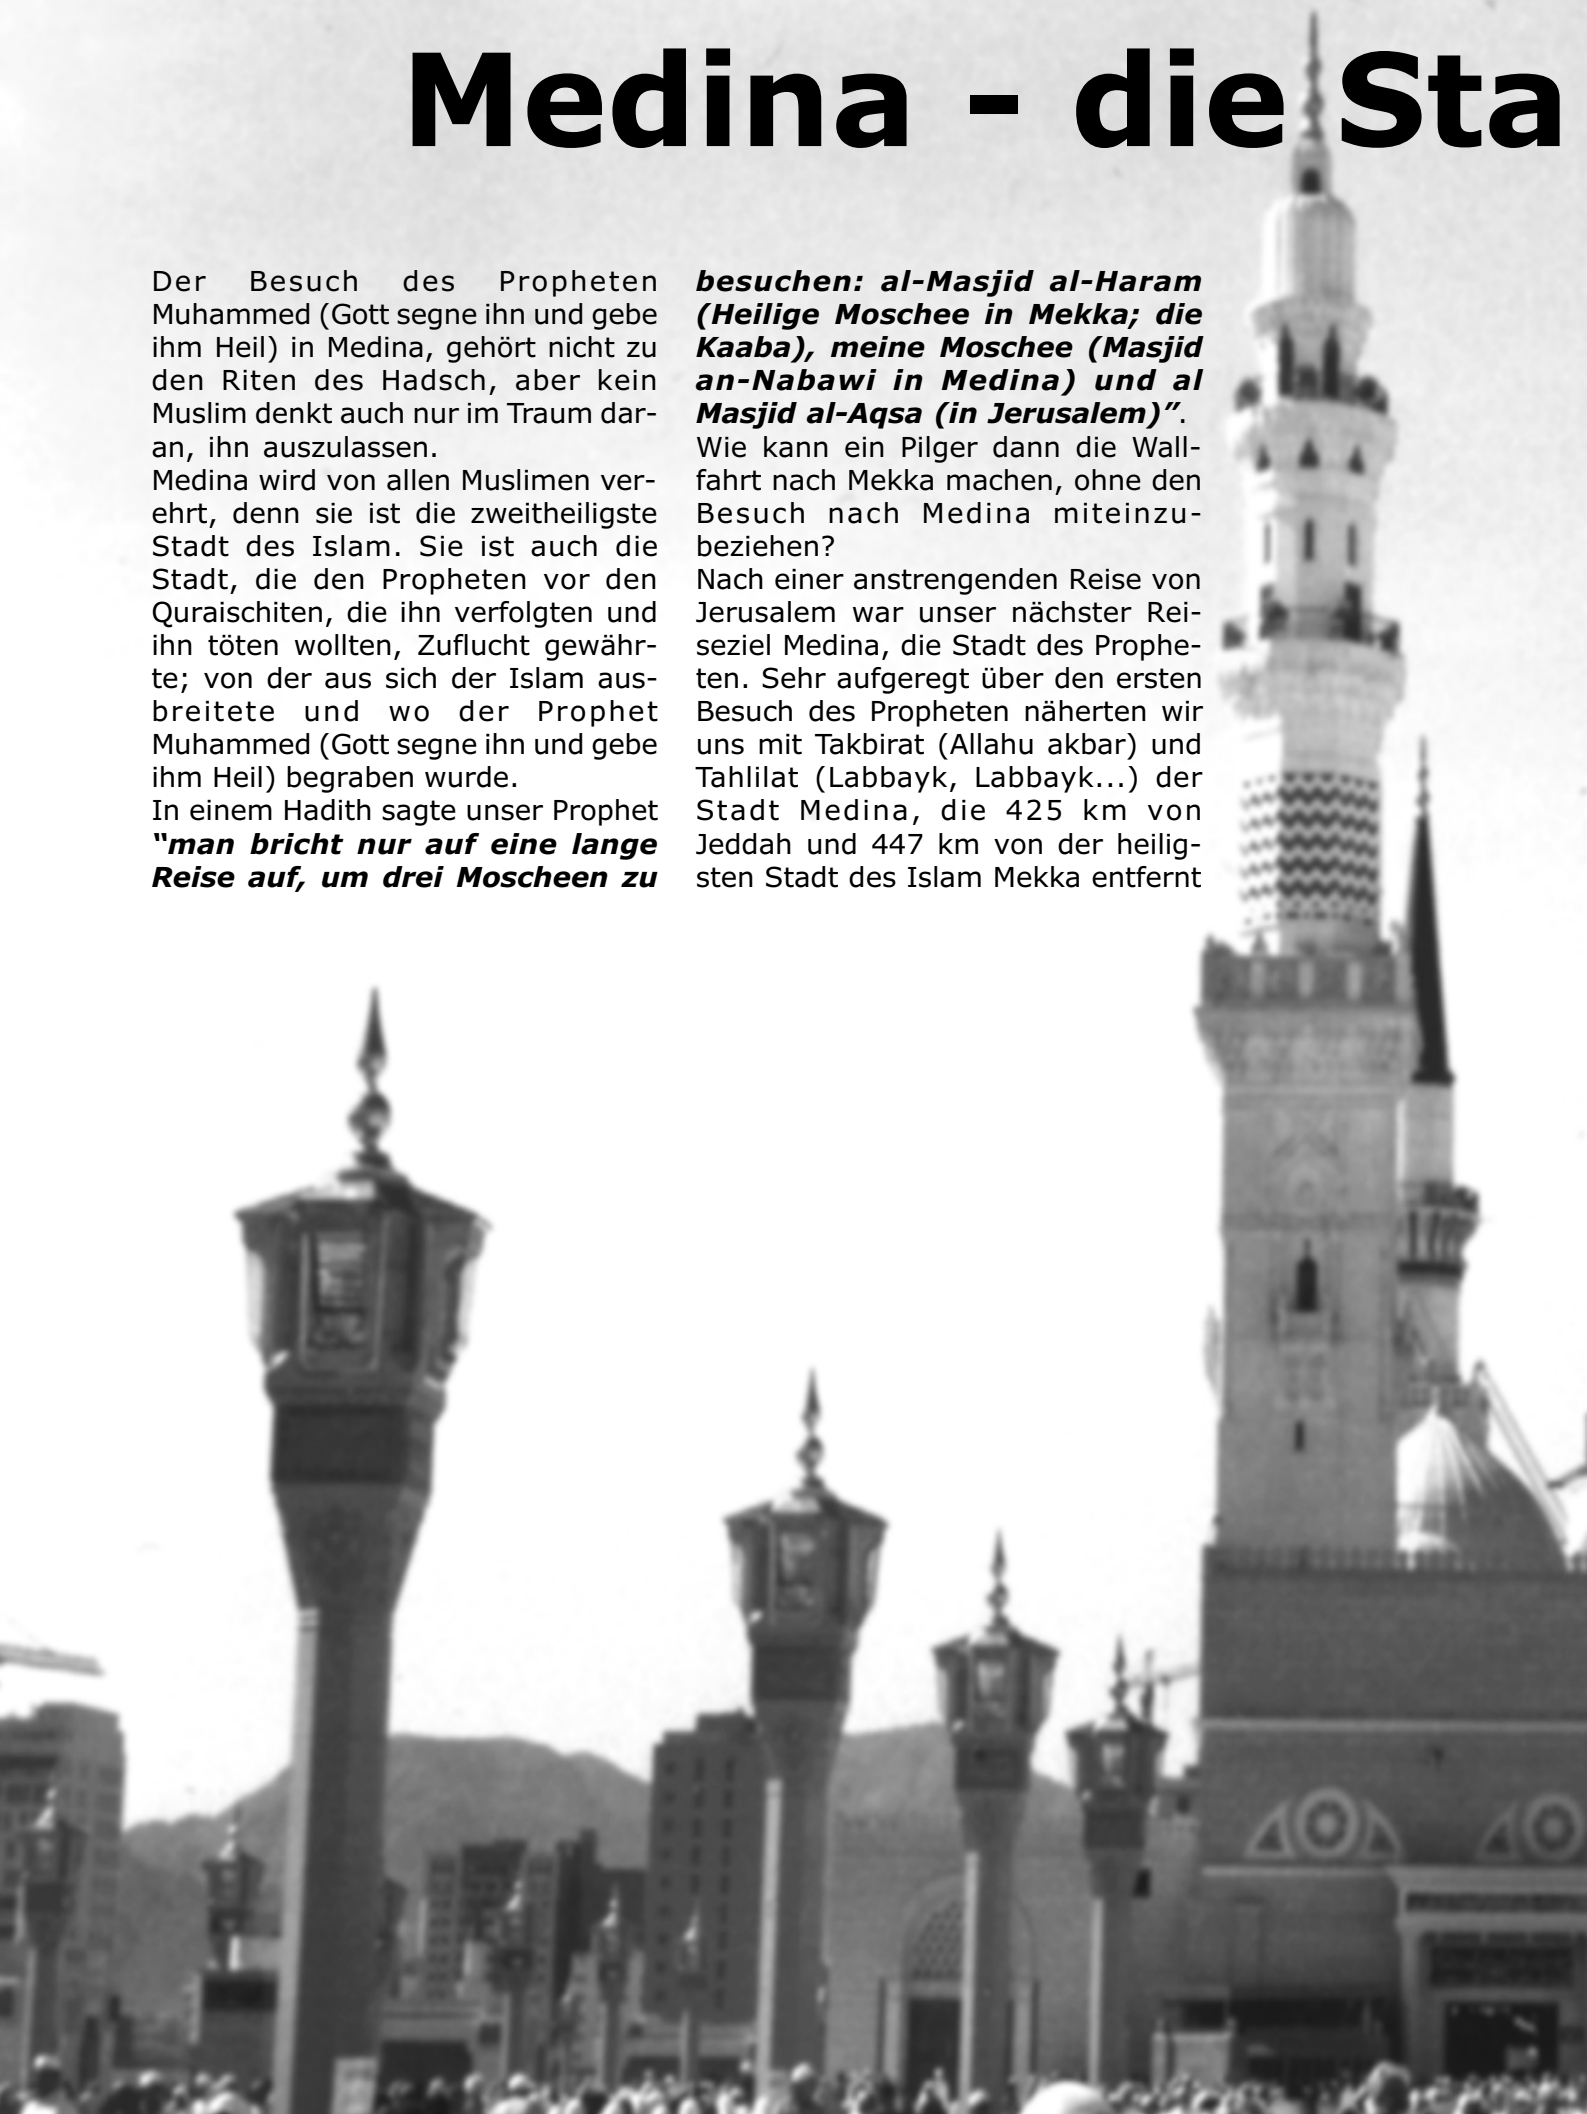 Medina - die Sta
Der Besuch des Propheten
Muhammed (Gott segne ihn und gebe
ihm Heil) in Medina, gehört nicht zu
den Riten des Hadsch, aber kein
Muslim denkt auch nur im Traum dar-
an, ihn auszulassen.
Medina wird von allen Muslimen ver-
ehrt, denn sie ist die zweitheiligste
Stadt des Islam. Sie ist auch die
Stadt, die den Propheten vor den
Quraischiten, die ihn verfolgten und
ihn töten wollten, Zuflucht gewähr-
te; von der aus sich der Islam aus-
breitete und wo der Prophet
Muhammed (Gott segne ihn und gebe
ihm Heil) begraben wurde.
In einem Hadith sagte unser Prophet
“man bricht nur auf eine lange
Reise auf, um drei Moscheen zu
besuchen: al-Masjid al-Haram
(Heilige Moschee in Mekka; die
Kaaba), meine Moschee (Masjid
an-Nabawi in Medina) und al
Masjid al-Aqsa (in Jerusalem)”.
Wie kann ein Pilger dann die Wall-
fahrt nach Mekka machen, ohne den
Besuch nach Medina miteinzu-
beziehen?
Nach einer anstrengenden Reise von
Jerusalem war unser nächster Rei-
seziel Medina, die Stadt des Prophe-
ten. Sehr aufgeregt über den ersten
Besuch des Propheten näherten wir
uns mit Takbirat (Allahu akbar) und
Tahlilat (Labbayk, Labbayk...) der
Stadt Medina, die 425 km von
Jeddah und 447 km von der heilig-
sten Stadt des Islam Mekka entfernt